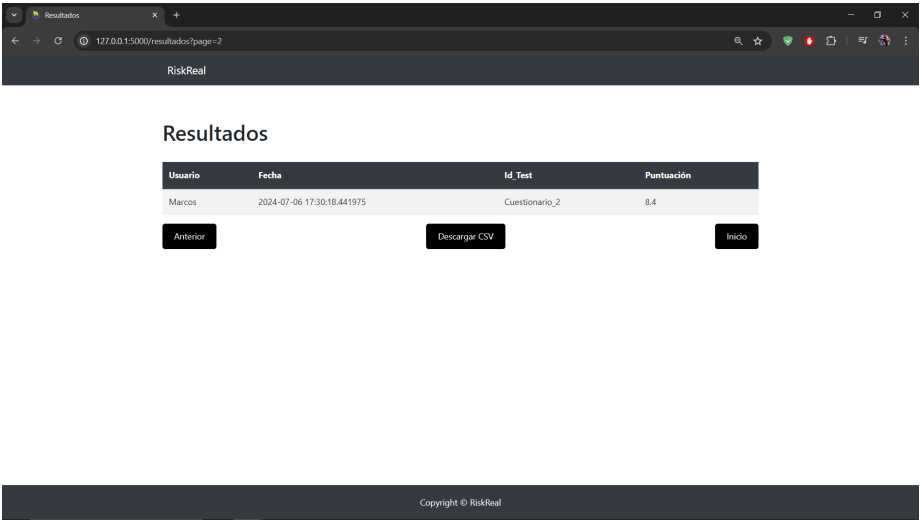 Resultados
127.0.0.1:5000/resultados?page=2
RiskReal
Resultados
Usuario Fecha Id_Test Puntuación
Marcos 2024-07-06 17:30:18.441975 Cuestionario_2 8.4
Anterior Descargar CSV Inicio
Copyright © RiskReal